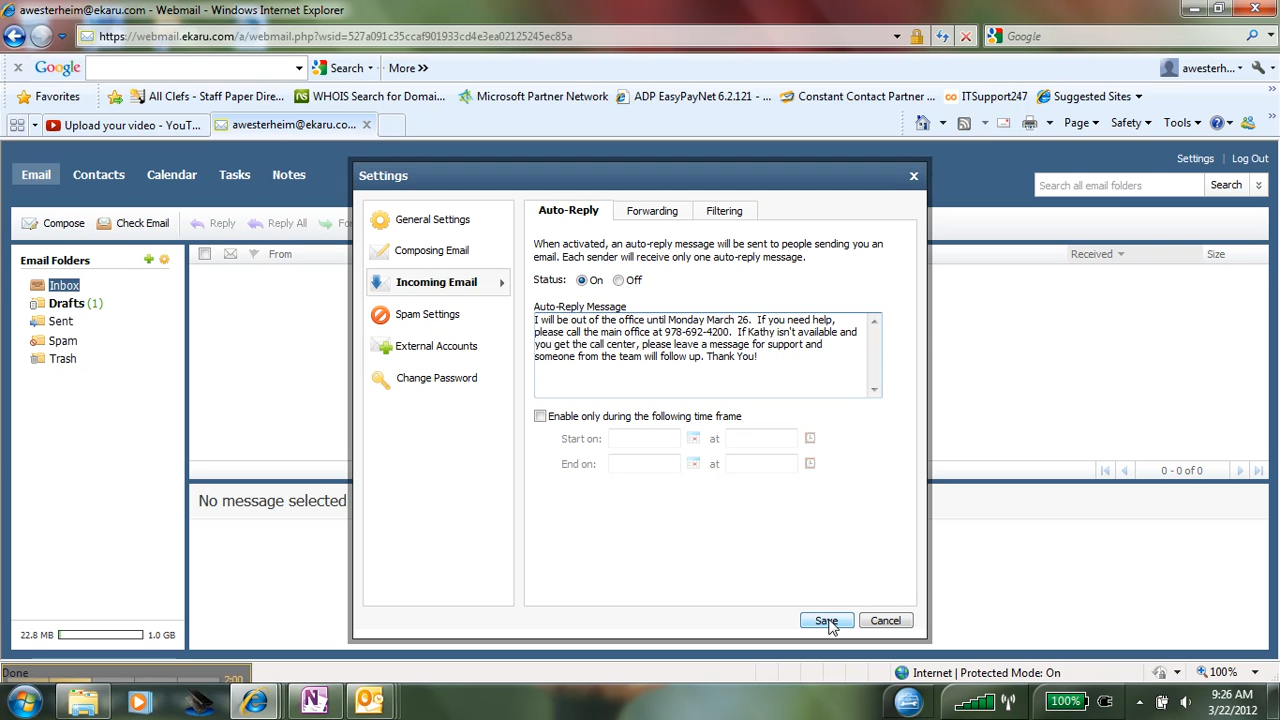 awesterheim@ekaru.com - Webmail - Windows Internet Explorer
https://webmail.ekaru.com/a/webmail.php?wsid=527a091c35ccaf901933cd4e3ea02125245ec85a
Google
Google Search More »
awesterh...
Favorites All Clefs - Staff Paper Dire... WHOIS Search for Domai... Microsoft Partner Network ADP EasyPayNet 6.2.121 - ... Constant Contact Partner ... ITSupport247 Suggested Sites
Upload your video - YouT... awesterheim@ekaru.co...
Page Safety Tools
Email Contacts Calendar Tasks Notes
Settings Log Out
Search all email folders Search
Compose Check Email Reply Reply All
Email Folders
Inbox
Drafts (1)
Sent
Spam
Trash
From Received Size
0 - 0 of 0
No message selected
22.8 MB 1.0 GB
Settings
General Settings
Composing Email
Incoming Email
Spam Settings
External Accounts
Change Password
Auto-Reply Forwarding Filtering
When activated, an auto-reply message will be sent to people sending you an
email. Each sender will receive only one auto-reply message.
Status: On Off
Auto-Reply Message
I will be out of the office until Monday March 26. If you need help,
please call the main office at 978-692-4200. If Kathy isn't available and
you get the call center, please leave a message for support and
someone from the team will follow up. Thank You!
Enable only during the following time frame
Start on: at
End on: at
Save Cancel
Done
2:00
Internet | Protected Mode: On
100%
100%
9:26 AM
3/22/2012